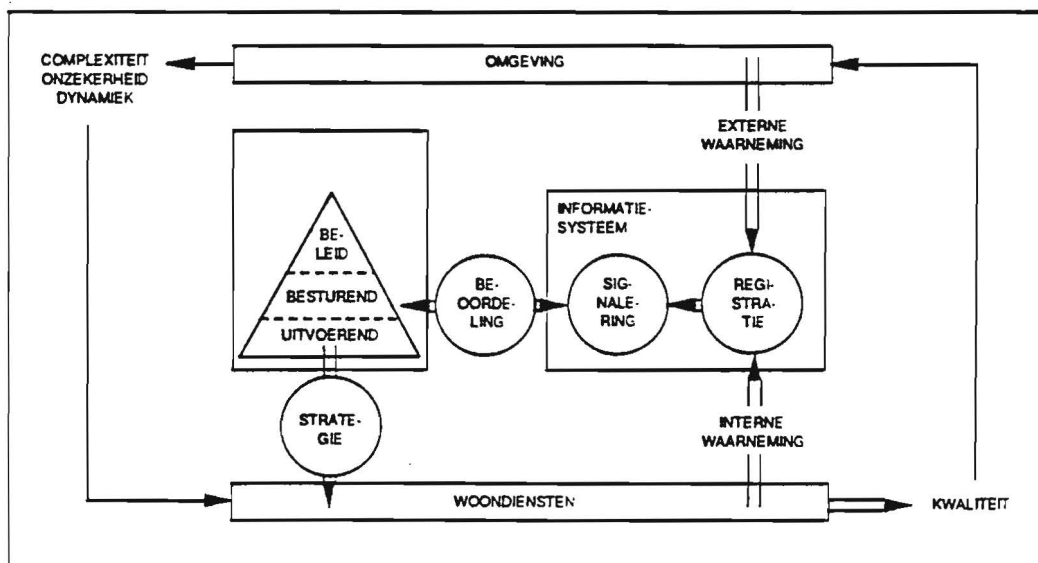 COMPLEXITEIT
ONZEKERHEID
DYNAMIEK
OMGEVING
EXTERNE
WAARNEMING
INFORMATIE-
SYSTEEM
BE-
LEID
BESTUREND
UITVOEREND
BE-
OORDE-
LING
SIG-
NALE-
RING
REGI-
STRA-
TIE
STRATE-
GIE
INTERNE
WAARNEMING
WOONDIENSTEN
KWALITEIT